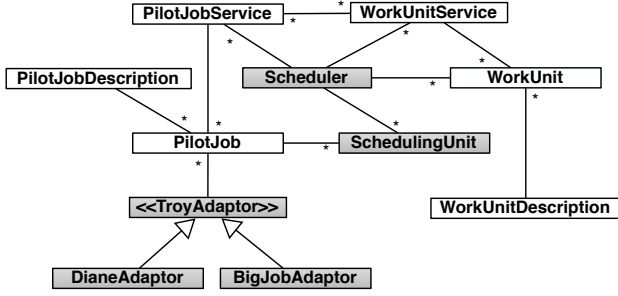 PilotJobService
WorkUnitService
*
*
*
*
Scheduler
WorkUnit
*
*
PilotJobDescription
*
*
*
*
PilotJob
SchedulingUnit
*
*
<<TroyAdaptor>>
WorkUnitDescription
DianeAdaptor
BigJobAdaptor